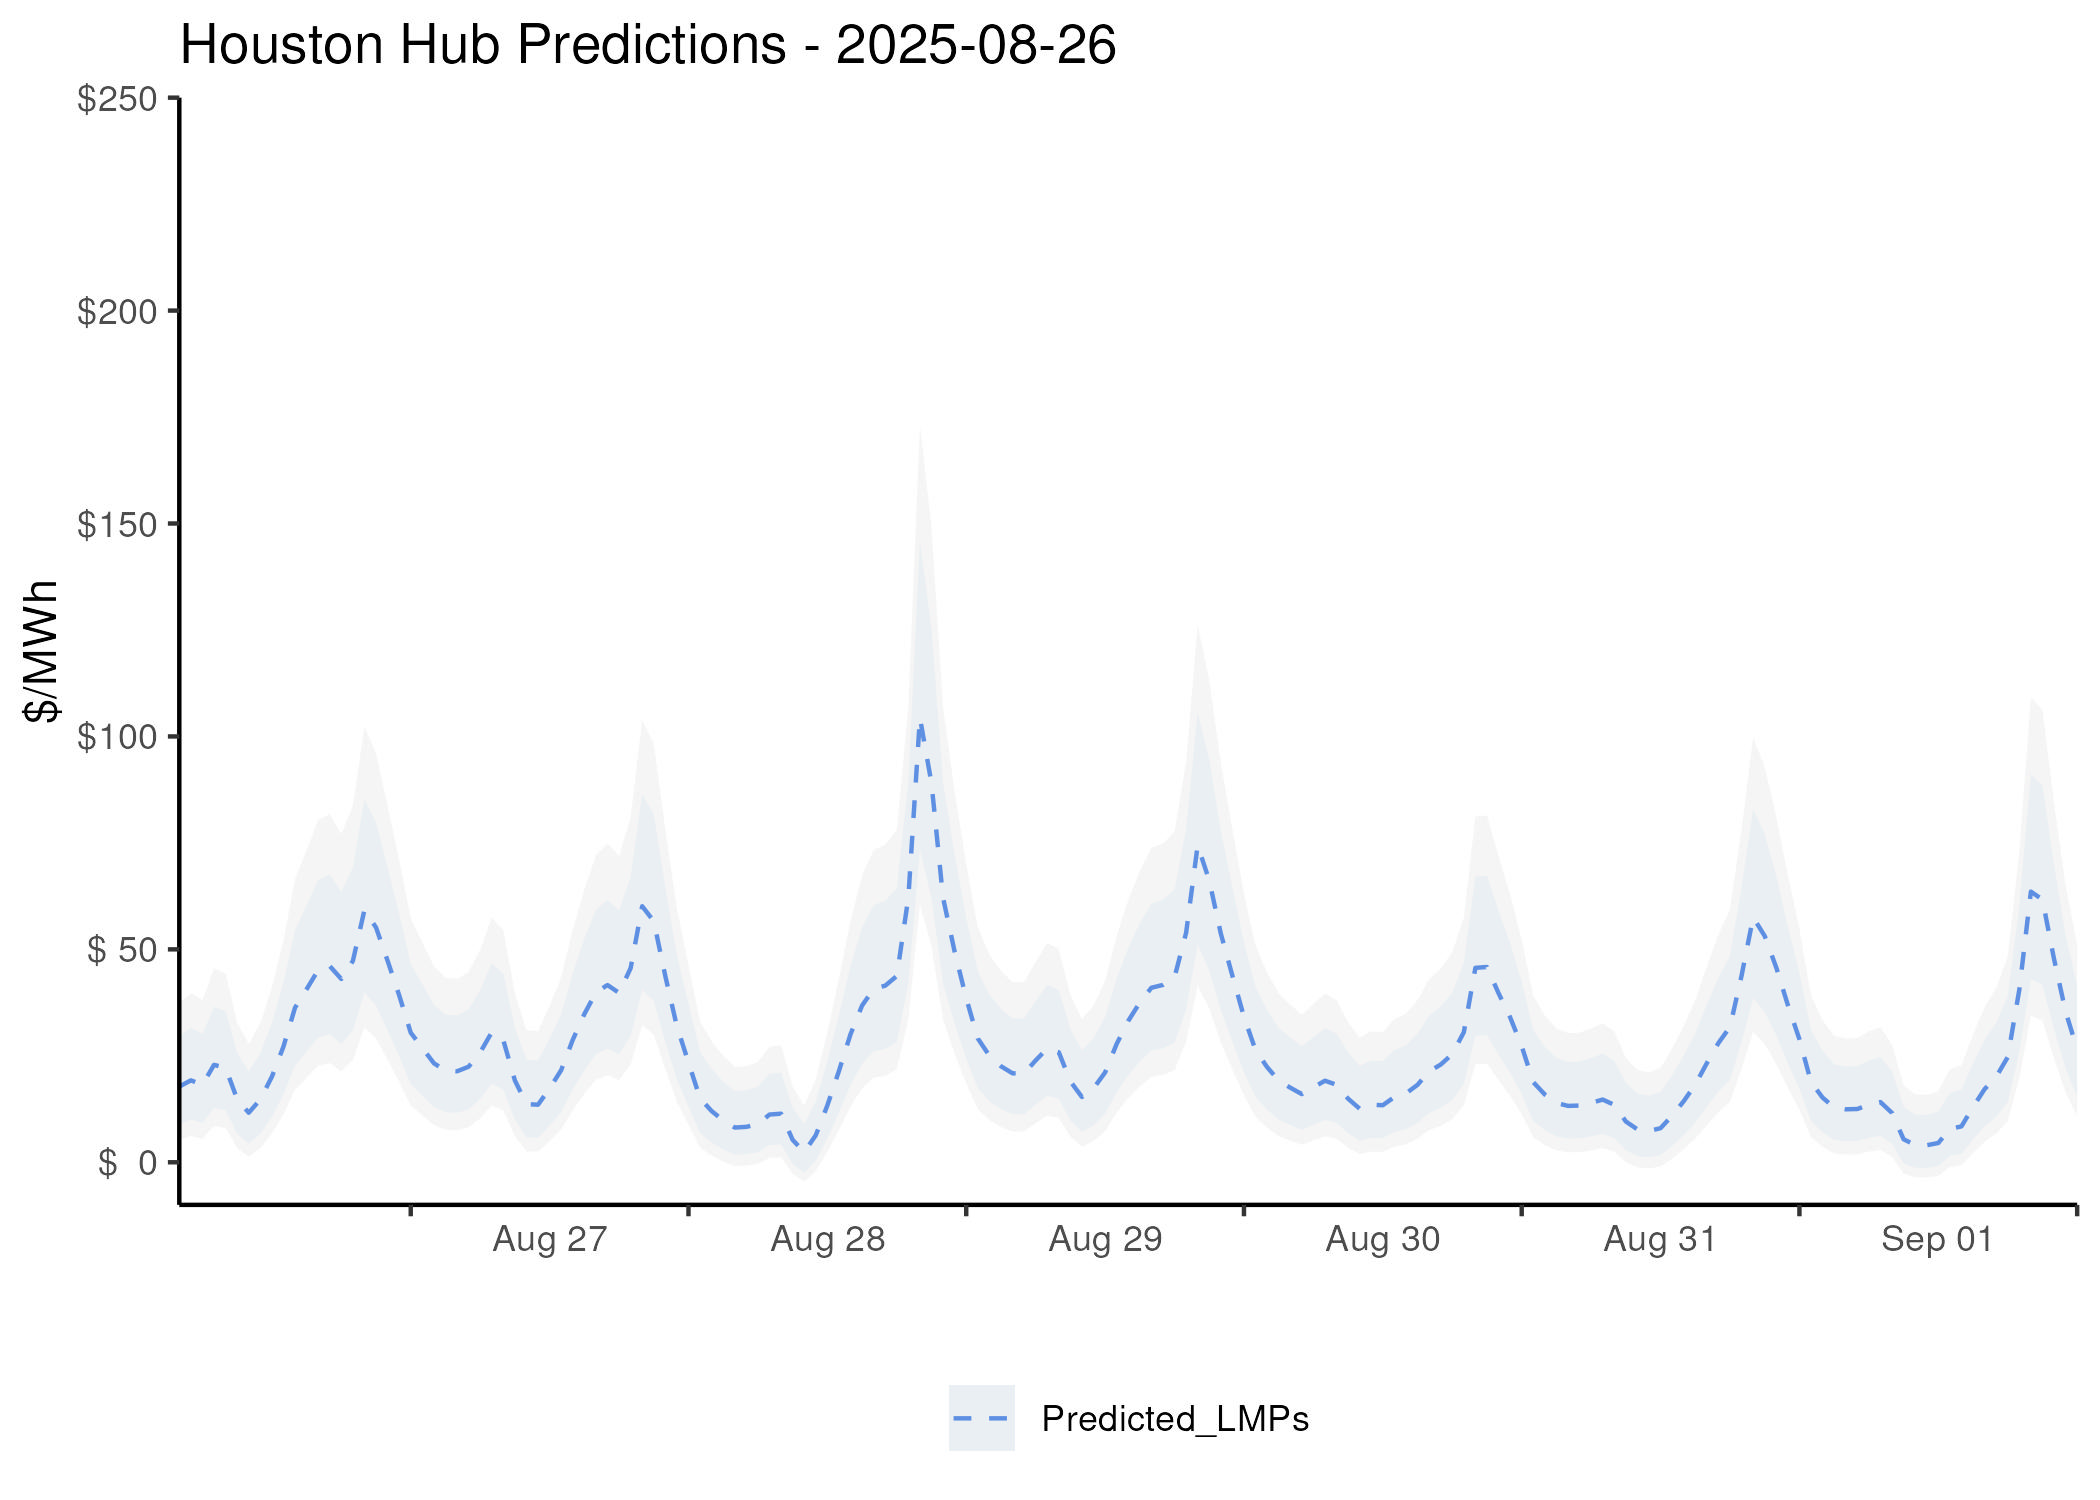 Houston Hub Predictions - 2025-08-26
$250
$200
$150
$100
$ 50
$ 0
$/MWh
Aug 27 Aug 28 Aug 29 Aug 30 Aug 31 Sep 01
Predicted_LMPs